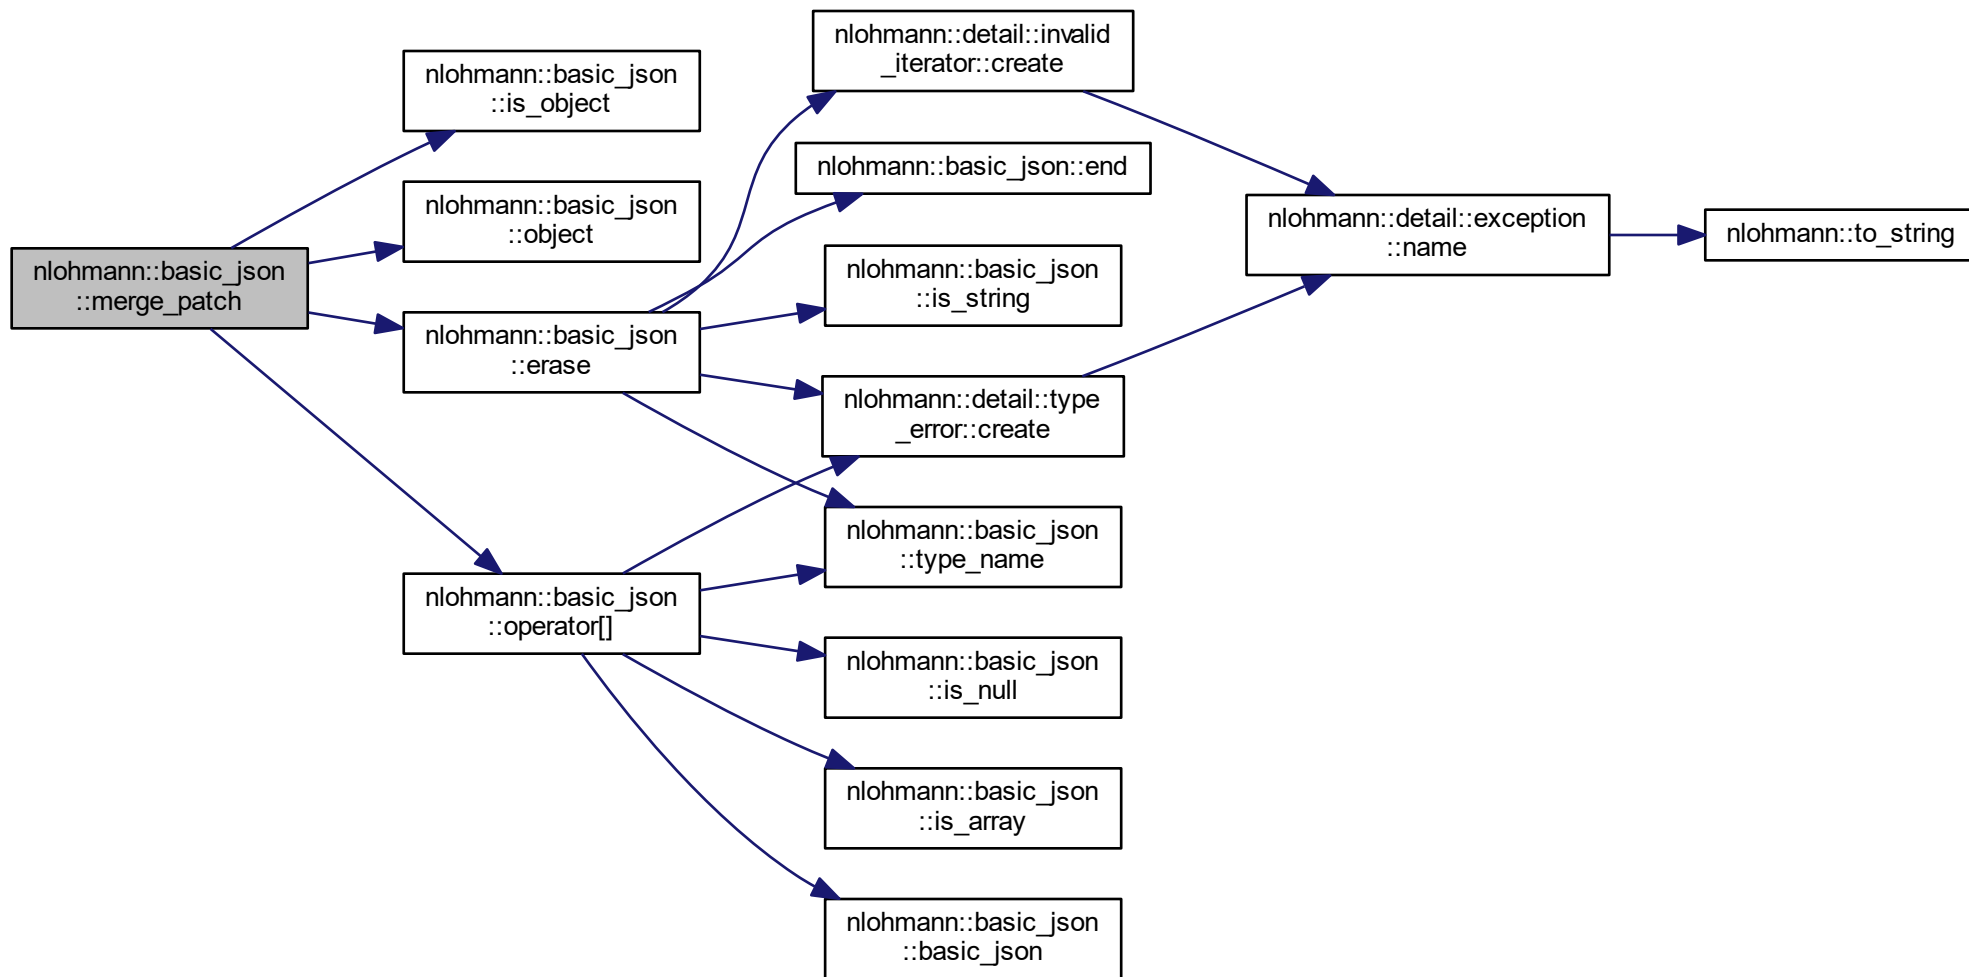 nlohmann::basic_json
::merge_patch
nlohmann::basic_json
::is_object
nlohmann::basic_json
::object
nlohmann::basic_json
::erase
nlohmann::basic_json
::operator[]
nlohmann::detail::invalid
_iterator::create
nlohmann::basic_json::end
nlohmann::basic_json
::is_string
nlohmann::detail::type
_error::create
nlohmann::basic_json
::type_name
nlohmann::basic_json
::is_null
nlohmann::basic_json
::is_array
nlohmann::basic_json
::basic_json
nlohmann::detail::exception
::name
nlohmann::to_string